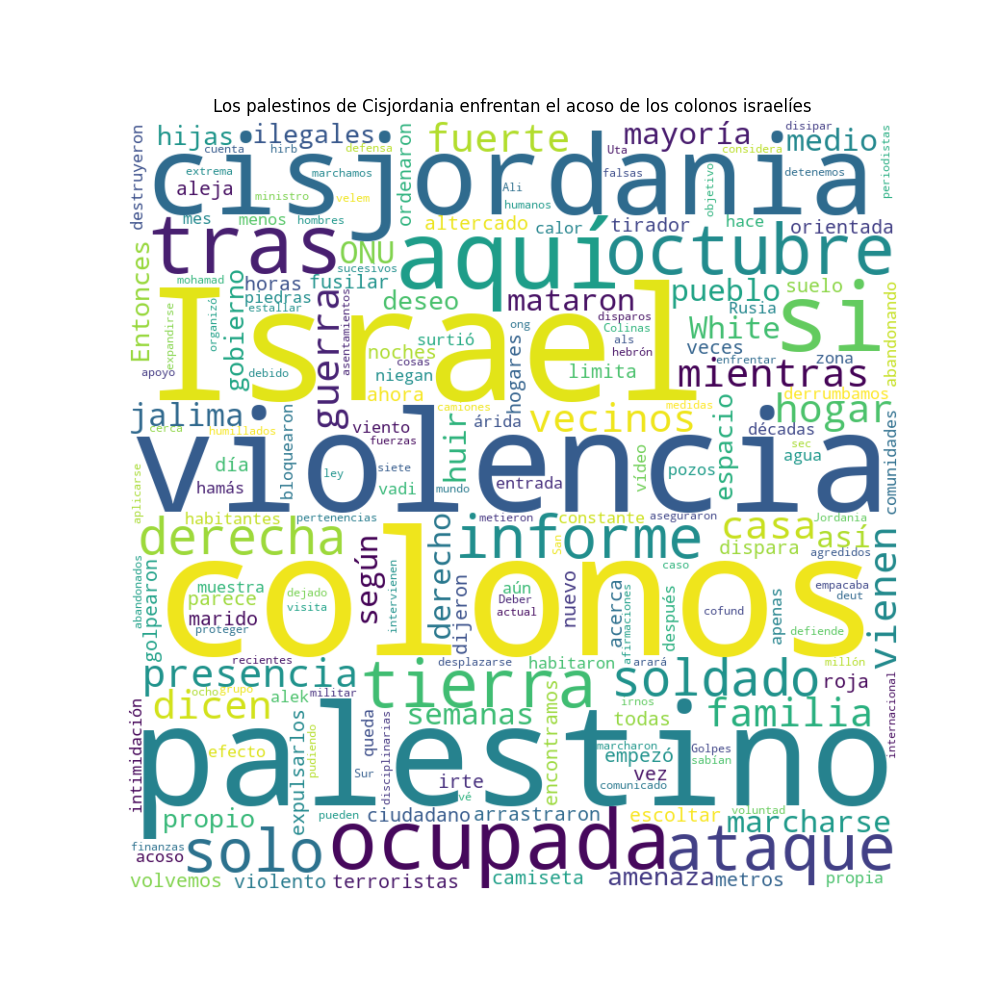 Los palestinos de Cisjordania enfrentan el acoso de los colonos israelíes
destruyeron
hijas
ilegales
cuenta
hirb
defensa
ordenaron
fuerte
Uta
mayoría
disipar
considera
medio
detenemos
periodistas
cisjordania
extrema
aleja
marchamos
ministro
velem
Ali
humanos
falsas
objetivo
mes
menos
hombres
altercado
calor
tirador
hace
orientada
tras
ONU
aquí
octubre
Entonces
mohamad
horas
sucesivos
fusilar
gobierno
piedras
estallar
organizó
expandirse
deseo
mataron
disparos
pueblo
Rusia
suelo
si
abandonando
Israel
guerra
asentamientos
surtió
ong
Colinas
als
White
veces
enfrentar
zona
noches
cosas
hogares
hebrón
apoyo
debido
niegan
limita
mientras
ahora
derrumbamos
jalima
cerca
humillados
bloquearon
viento
fuerzas
camiones
huir
árida
vecinos
medidas
espacio
décadas
hogar
sec
agua
comunidades
violencia
día
hamás
ley
siete
vadi
mundo
entrada
vídeo
pozos
aplicarse
habitantes
pertenencias
metieron
constante
aseguraron
Jordania
derecha
según
derecho
informe
San
casa
así
dispara
agredidos
caso
vienen
abandonados
golpearon
muestra
parece
marido
proteger
dejado
visita
intervienen
dijeron
aún
Deber
actual
nuevo
acerca
afirmaciones
después
cofund
apenas
empacaba
deut
defiende
colonos
recientes
desplazarse
habitaron
arará
millón
presencia
tierra
soldado
roja
internacional
dicen
ocho
grupo
alek
militar
semanas
encontramos
irnos
todas
familia
intimidación
efecto
expulsarlos
pudiendo
queda
disciplinarias
marcharon
empezó
Golpes
sabían
Sur
vé
irte
vez
comunicado
palestino
propio
pueden
ciudadano
arrastraron
escoltar
voluntad
marcharse
finanzas
acoso
solo
ocupada
ataque
volvemos
violento
terroristas
camiseta
amenaza
metros
propia